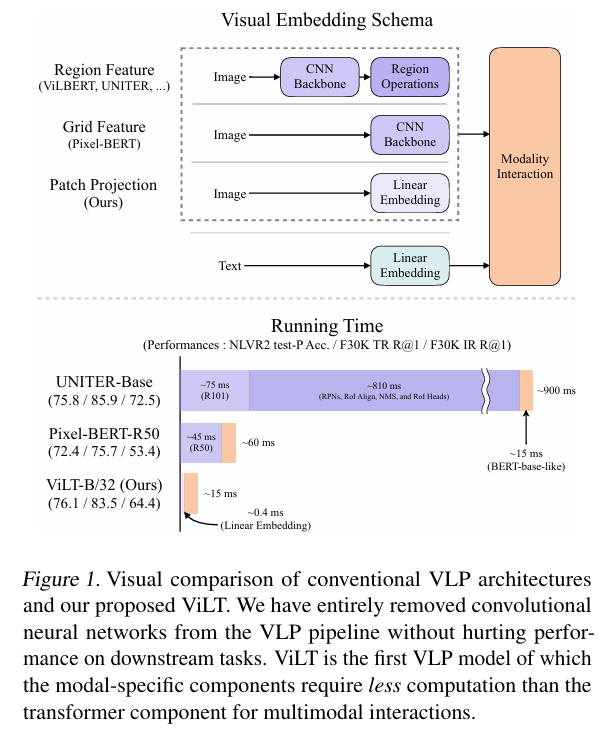 Visual Embedding Schema
Region Feature
(ViLBERT, UNITER, ...)
Image
CNN
Backbone
Region
Operations
Grid Feature
(Pixel-BERT)
Image
CNN
Backbone
Patch Projection
(Ours)
Image
Linear
Embedding
Modality
Interaction
Text
Linear
Embedding
Running Time
(Performances : NLVR2 test-P Acc. / F30K TR R@1 / F30K IR R@1)
UNITER-Base
(75.8 / 85.9 / 72.5)
~75 ms
(R101)
~810 ms
(RPNs, RoI Align, NMS, and RoI Heads)
~900 ms
~15 ms
(BERT-base-like)
Pixel-BERT-R50
(72.4 / 75.7 / 53.4)
~45 ms
(R50)
~60 ms
ViLT-B/32 (Ours)
(76.1 / 83.5 / 64.4)
~15 ms
~0.4 ms
(Linear Embedding)
Figure 1. Visual comparison of conventional VLP architectures
and our proposed ViLT. We have entirely removed convolutional
neural networks from the VLP pipeline without hurting perfor-
mance on downstream tasks. ViLT is the first VLP model of which
the modal-specific components require less computation than the
transformer component for multimodal interactions.